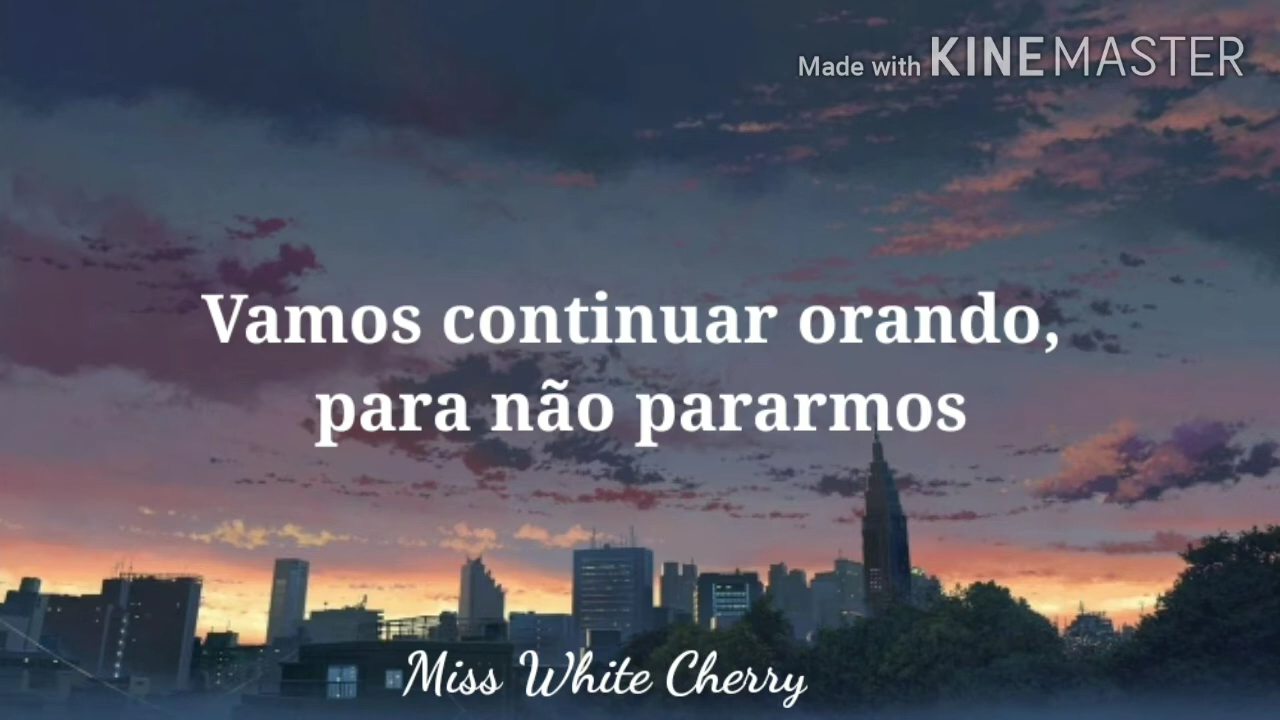 Made with KINEMASTER
Vamos continuar orando,
para não pararmos
Miss White Cherry